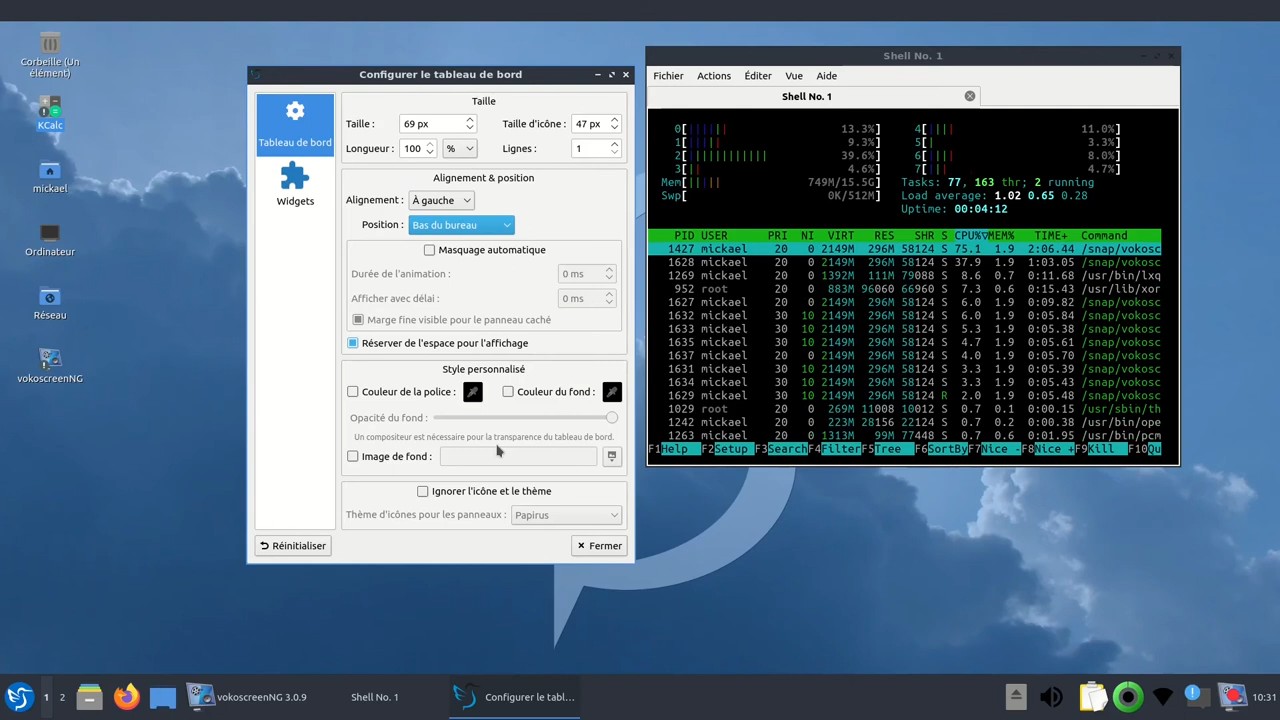 Corbeille (Un
élément)
KCalc
mickael
Ordinateur
Réseau
vokoscreenNG
Configurer le tableau de bord
Tableau de bord
Widgets
Taille
Taille : 69 px Taille d'icône : 47 px
Longueur : 100 % Lignes : 1
Alignement & position
Alignement : À gauche
Position : Bas du bureau
Masquage automatique
Durée de l'animation : 0 ms
Afficher avec délai : 0 ms
Marge fine visible pour le panneau caché
Réserver de l'espace pour l'affichage
Style personnalisé
Couleur de la police : Couleur du fond :
Opacité du fond :
Un compositeur est nécessaire pour la transparence du tableau de bord.
Image de fond :
Ignorer l'icône et le thème
Thème d'icônes pour les panneaux : Papirus
Réinitialiser Fermer
Shell No. 1
Fichier Actions Éditer Vue Aide
Shell No. 1
0[|||||| 13.3%] 4[|||| 11.0%]
1[||||| 9.3%] 5[| 3.3%
2[|||||||||||| 39.6%] 6[|||| 8.0%]
3[|| 4.6%] 7[||| 4.7%]
Mem[||||| 749M/15.5G] Tasks: 77, 163 thr; 2 running
Swp[ 0K/512M] Load average: 1.02 0.65 0.28
Uptime: 00:04:12
PID USER PRI NI VIRT RES SHR S CPU%▽MEM% TIME+ Command
1427 mickael 20 0 2149M 296M 58124 S 75.1 1.9 2:06.44 /snap/vokosc
1628 mickael 20 0 2149M 296M 58124 S 37.9 1.9 1:03.45 /snap/vokosc
1269 mickael 20 0 1392M 111M 79088 S 8.6 0.7 0:11.68 /usr/bin/lxq
952 root 20 0 883M 96060 66960 S 7.3 0.6 0:15.43 /usr/lib/xor
1627 mickael 20 0 2149M 296M 58124 S 6.0 1.9 0:09.82 /snap/vokosc
1632 mickael 30 10 2149M 296M 58124 S 6.0 1.9 0:05.38 /snap/vokosc
1633 mickael 30 10 2149M 296M 58124 S 5.3 1.9 0:05.38 /snap/vokosc
1635 mickael 30 10 2149M 296M 58124 S 4.7 1.9 0:05.61 /snap/vokosc
1637 mickael 20 0 2149M 296M 58124 S 4.0 1.9 0:05.70 /snap/vokosc
1631 mickael 30 10 2149M 296M 58124 S 3.3 1.9 0:05.38 /snap/vokosc
1634 mickael 30 10 2149M 296M 58124 S 3.3 1.9 0:05.43 /snap/vokosc
1629 mickael 30 10 2149M 296M 58124 R 2.0 1.9 0:05.48 /snap/vokosc
1029 root 20 0 269M 11008 10012 S 0.7 0.1 0:00.15 /usr/sbin/th
1242 mickael 20 0 223M 28156 22408 S 0.7 0.2 0:00.32 /usr/bin/ope
1263 mickael 20 0 1313M 99M 77448 S 0.7 0.6 0:01.95 /usr/bin/pcm
F1Help F2Setup F3SearchF4FilterF5Tree F6SortByF7Nice -F8Nice +F9Kill F10Qu
1 2 vokoscreenNG 3.0.9 Shell No. 1 Configurer le tabl... 10:31